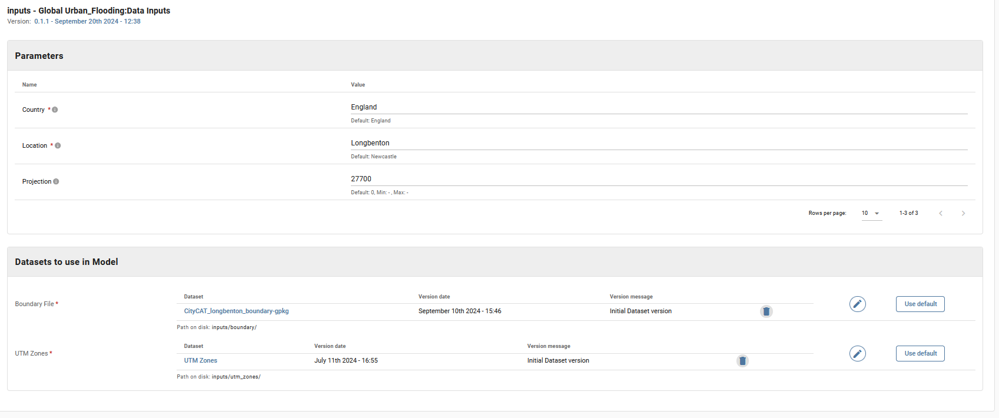 inputs - Global Urban_Flooding:Data Inputs
Version: 0.1.1 - September 20th 2024 - 12:38
Parameters
Name Value
Country * England
Default: England
Location * Longbenton
Default: Newcastle
Projection 27700
Default: 0, Min: - , Max: -
Rows per page: 10 1-3 of 3
Datasets to use in Model
Dataset Version date Version message
Boundary File * Use default
CityCAT_longbenton_boundary-gpkg September 10th 2024 - 15:46 Initial Dataset version
Path on disk: inputs/boundary/
Dataset Version date Version message
UTM Zones * Use default
UTM Zones July 11th 2024 - 16:55 Initial Dataset version
Path on disk: inputs/utm_zones/